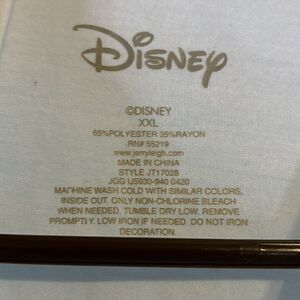 Disney
©DISNEY
XXL
65%POLYESTER 35%RAYON
RN# 55219
www.jerryleigh.com
MADE IN CHINA
STYLE JT17028
JGG IJ5930-940 0420
MACHINE WASH COLD WITH SIMILAR COLORS.
INSIDE OUT. ONLY NON-CHLORINE BLEACH
WHEN NEEDED. TUMBLE DRY LOW. REMOVE
PROMPTLY. LOW IRON IF NEEDED DO NOT IRON
DECORATION.